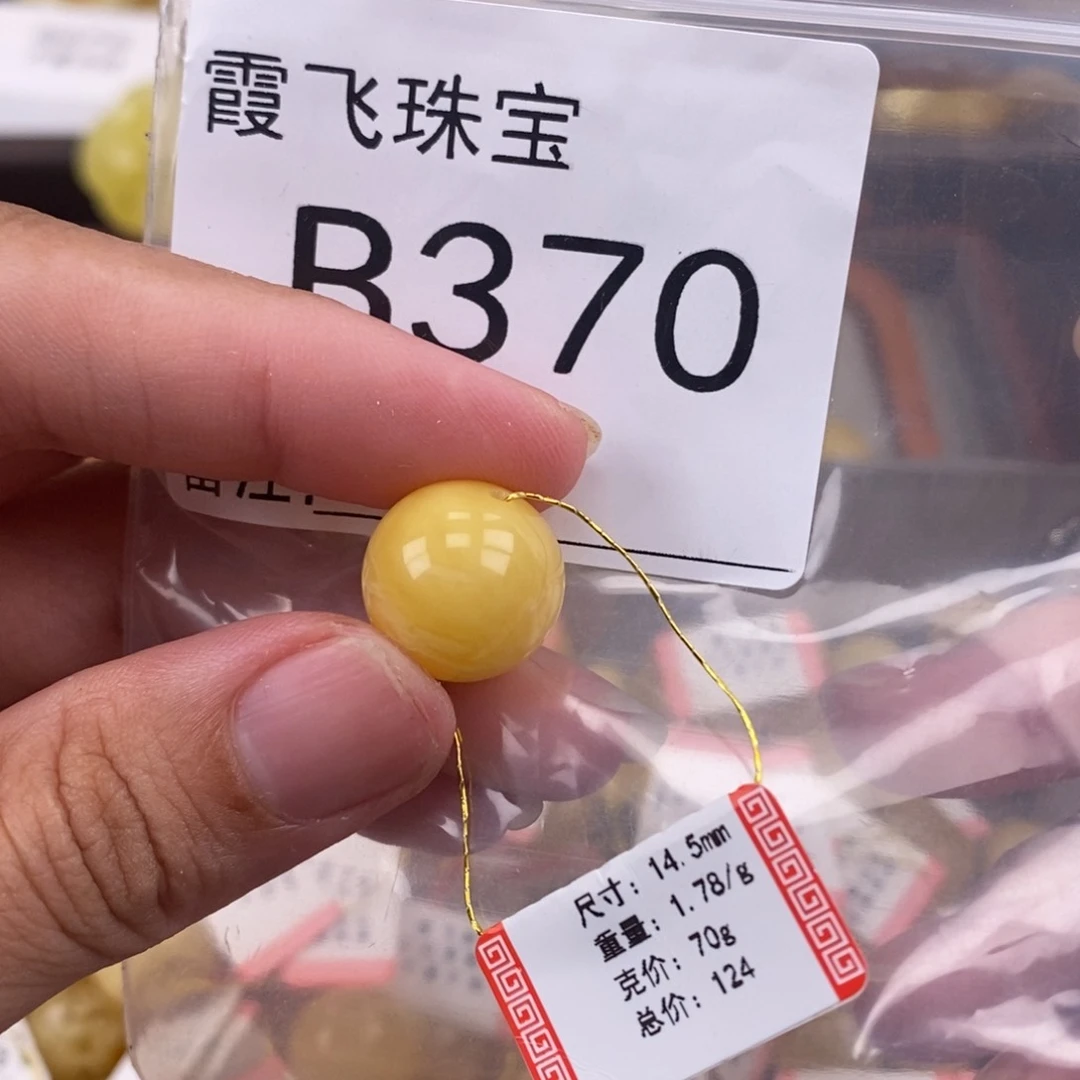 霞飞珠宝
B370
尺寸: 14.5mm
重量: 1.78/g
克价: 70g
总价: 124